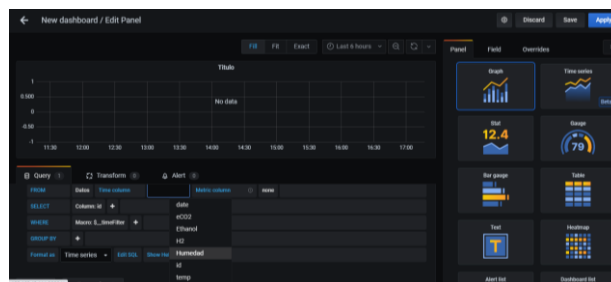 New dashboard / Edit Panel
Discard Save Apply
Fill Fit Exact Last 6 hours
Panel Field Overrides
Titulo
1
0.500
0
-0.50
-1
No data
11:30 12:00 12:30 13:00 13:30 14:00 14:30 15:00 15:30 16:00 16:30 17:00
Graph
Time series
Stat
12.4
Gauge
79
Bar gauge
Table
Text
T
Heatmap
Alert list
Dashboard list
Query 1 Transform 0 Alert 0
FROM Datos Time column Metric column none
SELECT Column: id +
WHERE Macro: $__timeFilter +
GROUP BY +
Format as Time series Edit SQL
date
eCO2
Ethanol
H2
Humedad
id
temp